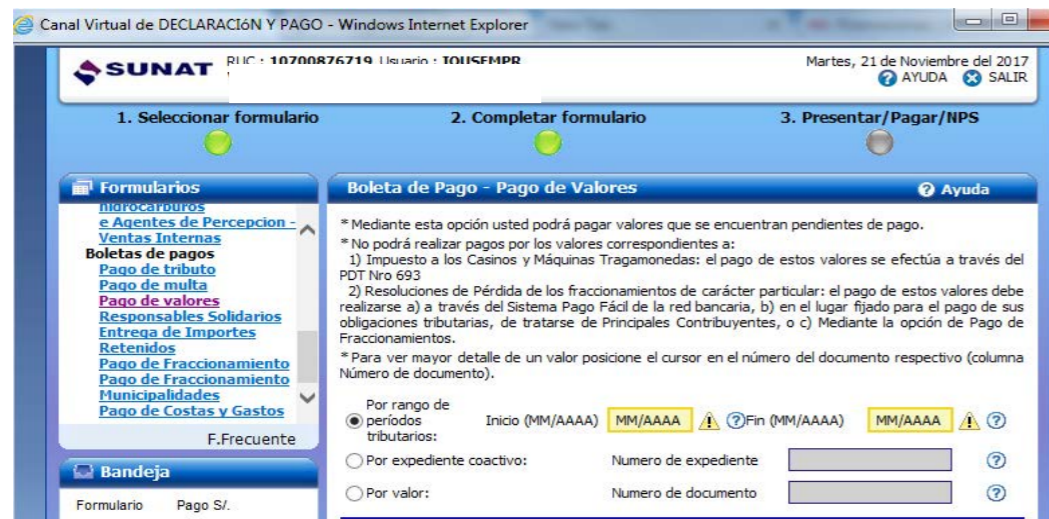 Canal Virtual de DECLARACIóN Y PAGO - Windows Internet Explorer
SUNAT RUC : 10700876719 Usuario : IOUSEMPR
Martes, 21 de Noviembre del 2017
AYUDA SALIR
1. Seleccionar formulario 2. Completar formulario 3. Presentar/Pagar/NPS
Formularios
hidrocarburos
e Agentes de Percepcion -
Ventas Internas
Boletas de pagos
Pago de tributo
Pago de multa
Pago de valores
Responsables Solidarios
Entrega de Importes
Retenidos
Pago de Fraccionamiento
Pago de Fraccionamiento
Municipalidades
Pago de Costas y Gastos
F.Frecuente
Bandeja
Formulario Pago S/.
Boleta de Pago - Pago de Valores Ayuda
* Mediante esta opción usted podrá pagar valores que se encuentran pendientes de pago.
* No podrá realizar pagos por los valores correspondientes a:
1) Impuesto a los Casinos y Máquinas Tragamonedas: el pago de estos valores se efectúa a través del
PDT Nro 693
2) Resoluciones de Pérdida de los fraccionamientos de carácter particular: el pago de estos valores debe
realizarse a) a través del Sistema Pago Fácil de la red bancaria, b) en el lugar fijado para el pago de sus
obligaciones tributarias, de tratarse de Principales Contribuyentes, o c) Mediante la opción de Pago de
Fraccionamientos.
* Para ver mayor detalle de un valor posicione el cursor en el número del documento respectivo (columna
Número de documento).
Por rango de
períodos
tributarios:
Inicio (MM/AAAA) MM/AAAA Fin (MM/AAAA) MM/AAAA
Por expediente coactivo: Numero de expediente
Por valor: Numero de documento